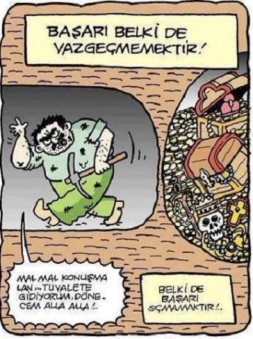 BAŞARI BELKİ DE
VAZGEÇMEMEKTİR!
MAL MAL KONUŞMA
LAN... TUVALETE
GİDİYORUM, DÖNE-
CEM ALLA ALLA!..
BELKİ DE
BAŞARI
SÇMAMAKTIR!..